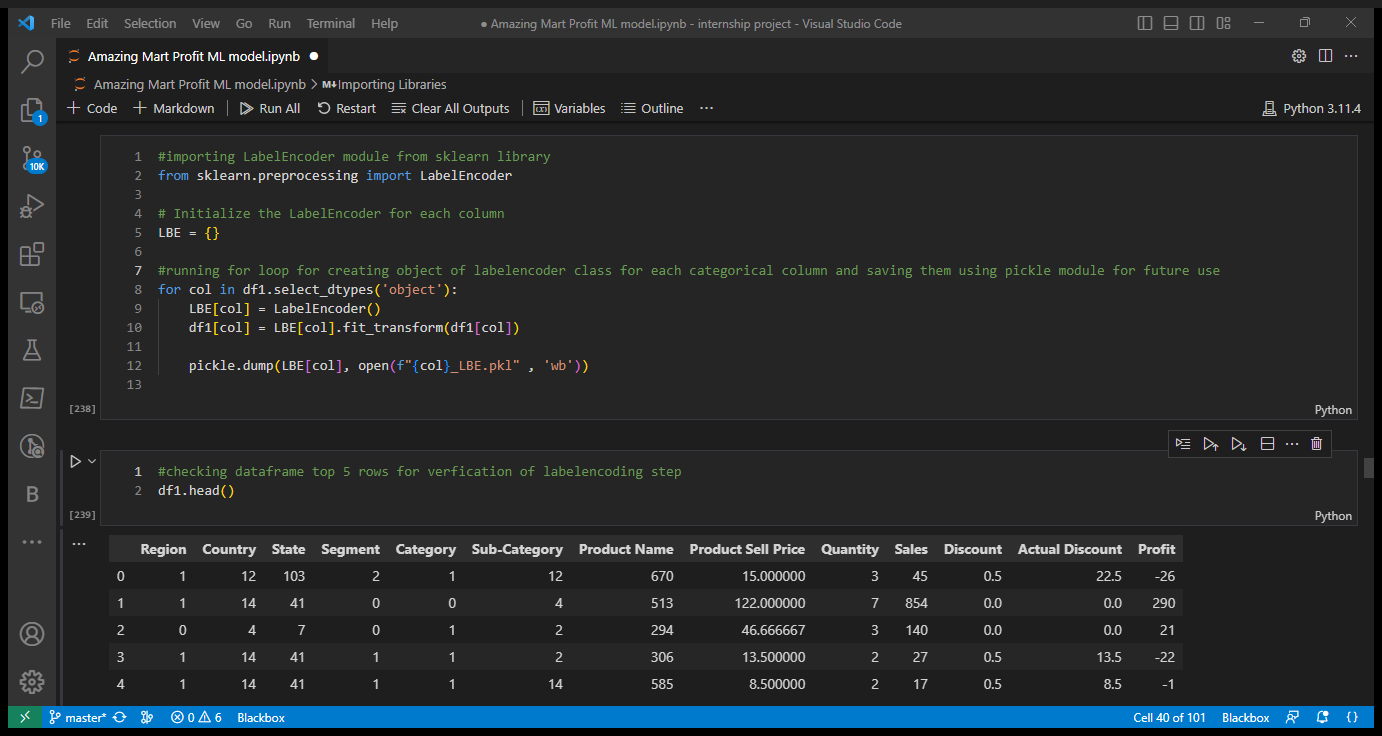 File Edit Selection View Go Run Terminal Help
● Amazing Mart Profit ML model.ipynb - internship project - Visual Studio Code
Amazing Mart Profit ML model.ipynb ●
Amazing Mart Profit ML model.ipynb > M↓Importing Libraries
+ Code + Markdown | Run All Restart Clear All Outputs | Variables Outline ...
Python 3.11.4
1
10K
B
1 #importing LabelEncoder module from sklearn library
2 from sklearn.preprocessing import LabelEncoder
3
4 # Initialize the LabelEncoder for each column
5 LBE = {}
6
7 #running for loop for creating object of labelencoder class for each categorical column and saving them using pickle module for future use
8 for col in df1.select_dtypes('object'):
9     LBE[col] = LabelEncoder()
10     df1[col] = LBE[col].fit_transform(df1[col])
11
12     pickle.dump(LBE[col], open(f"{col}_LBE.pkl" , 'wb'))
13
[238] Python
1 #checking dataframe top 5 rows for verfication of labelencoding step
2 df1.head()
[239] Python
...
Region Country State Segment Category Sub-Category Product Name Product Sell Price Quantity Sales Discount Actual Discount Profit
0 1 12 103 2 1 12 670 15.000000 3 45 0.5 22.5 -26
1 1 14 41 0 0 4 513 122.000000 7 854 0.0 0.0 290
2 0 4 7 0 1 2 294 46.666667 3 140 0.0 0.0 21
3 1 14 41 1 1 2 306 13.500000 2 27 0.5 13.5 -22
4 1 14 41 1 1 14 585 8.500000 2 17 0.5 8.5 -1
master* 0 6 Blackbox Cell 40 of 101 Blackbox {}